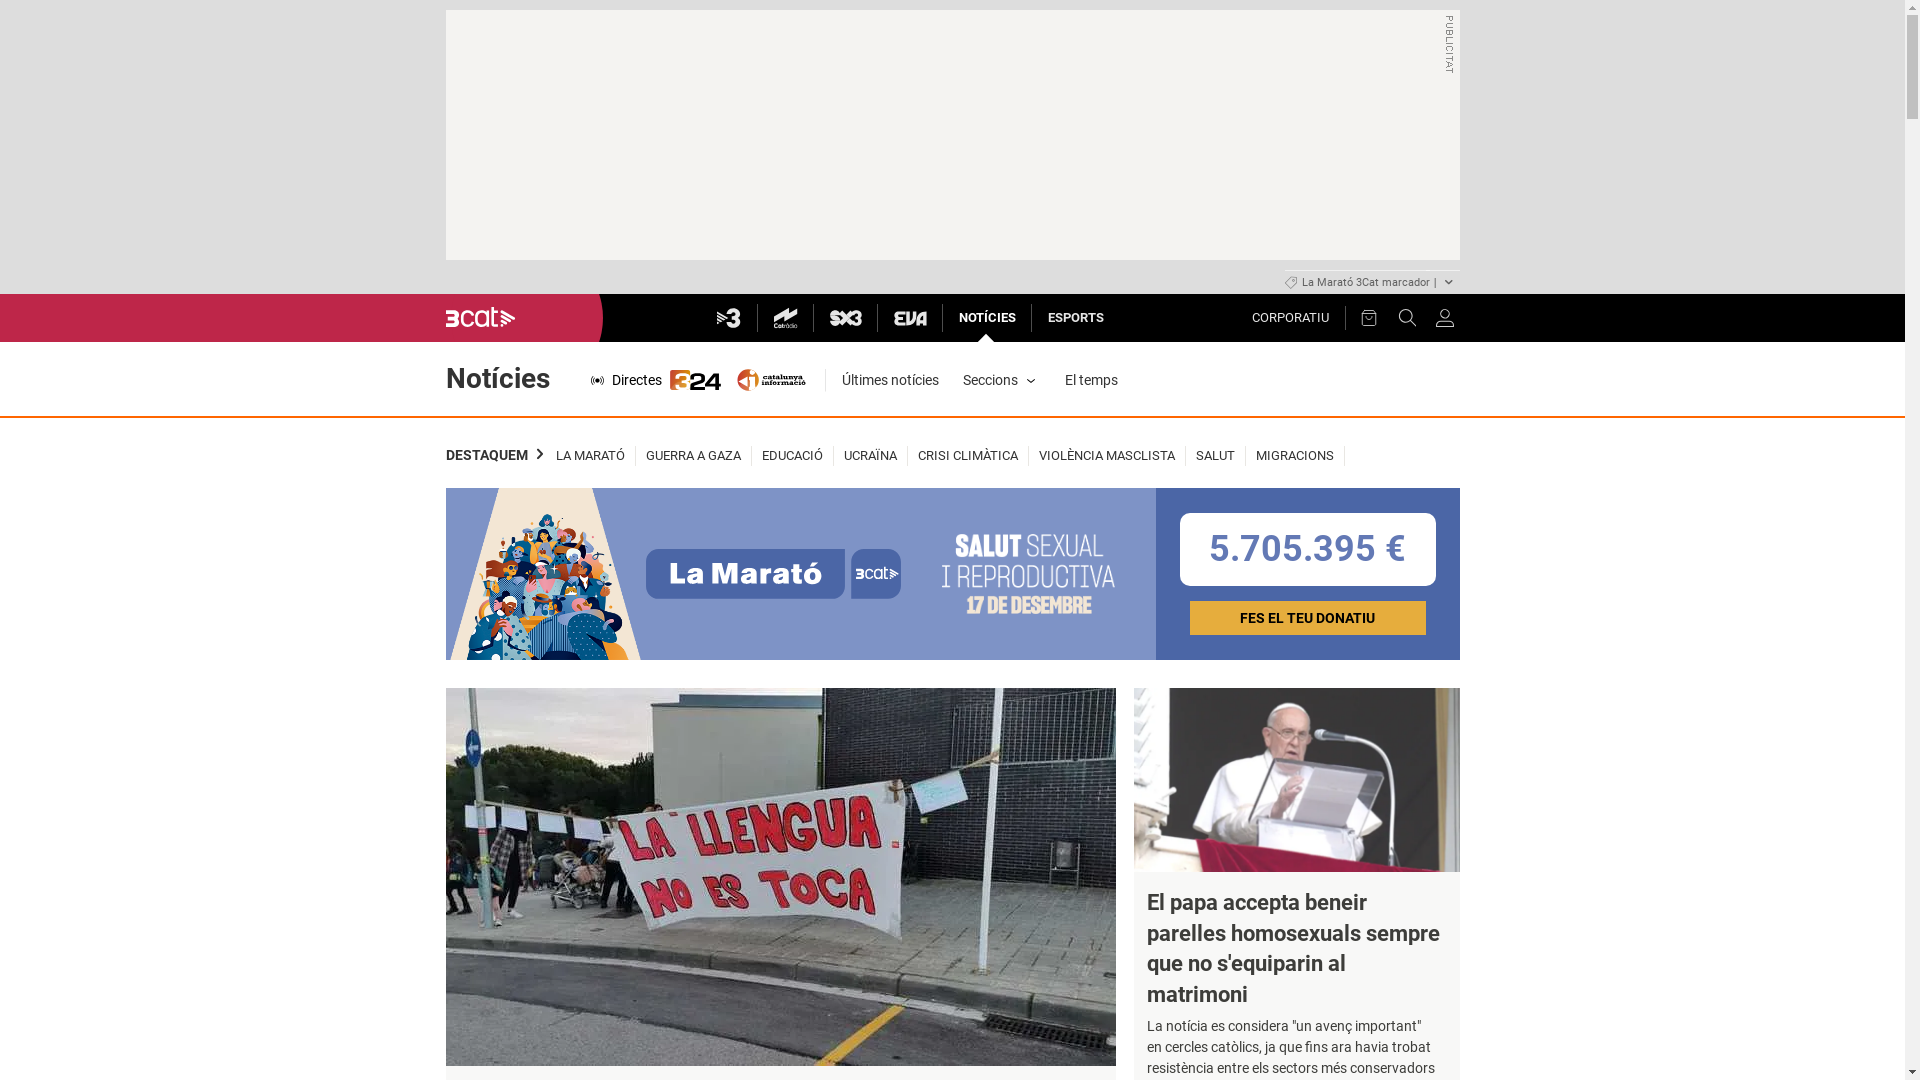 PUBLICITAT
La Marató 3Cat marcador |
3cat
3
Catràdio
SX3
EVA
NOTÍCIES
ESPORTS
CORPORATIU
Notícies
Directes
324
catalunya informació
Últimes notícies
Seccions
El temps
DESTAQUEM
LA MARATÓ
GUERRA A GAZA
EDUCACIÓ
UCRAÏNA
CRISI CLIMÀTICA
VIOLÈNCIA MASCLISTA
SALUT
MIGRACIONS
La Marató
3cat
SALUT SEXUAL
I REPRODUCTIVA
17 DE DESEMBRE
5.705.395 €
FES EL TEU DONATIU
LA LLENGUA
NO ES TOCA
El papa accepta beneir
parelles homosexuals sempre
que no s'equiparin al
matrimoni
La notícia es considera "un avenç important"
en cercles catòlics, ja que fins ara havia trobat
resistència entre els sectors més conservadors